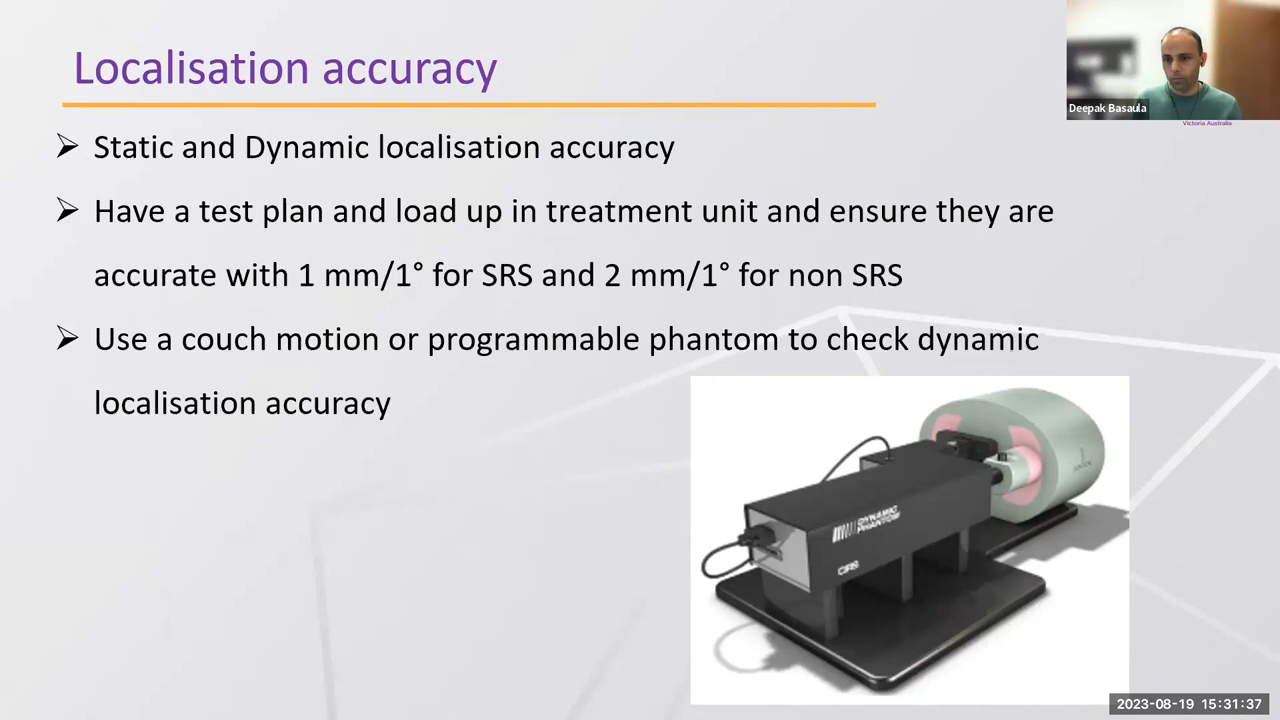 Localisation accuracy
Deepak Basaula
Victoria Australia
➢ Static and Dynamic localisation accuracy
➢ Have a test plan and load up in treatment unit and ensure they are
accurate with 1 mm/1° for SRS and 2 mm/1° for non SRS
➢ Use a couch motion or programmable phantom to check dynamic
localisation accuracy
DYNAMIC
PHANTOM
CIRS
2023-08-19 15:31:37